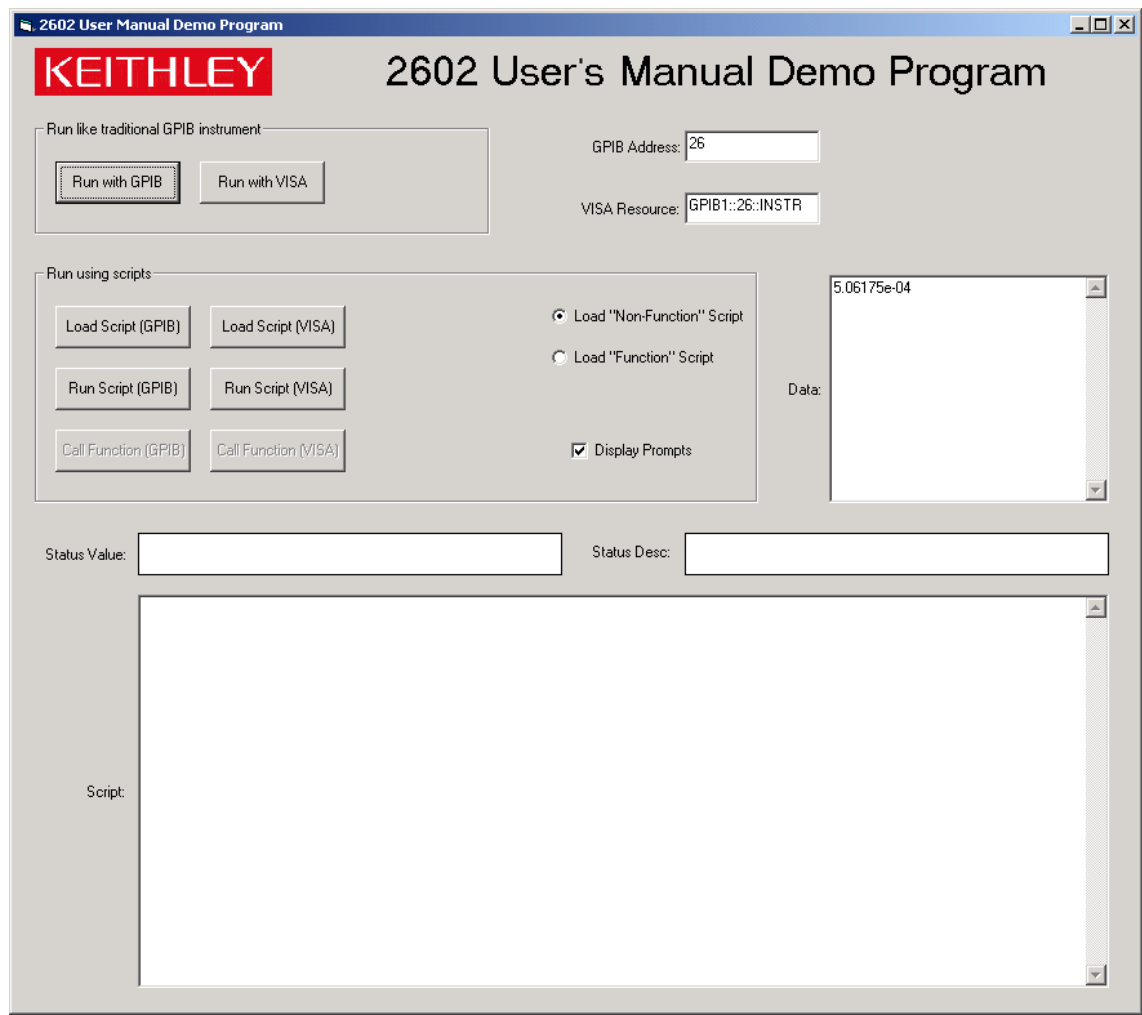 2602 User Manual Demo Program
KEITHLEY
2602 User's Manual Demo Program
Run like traditional GPIB instrument
Run with GPIB
Run with VISA
GPIB Address:
26
VISA Resource:
GPIB1::26::INSTR
Run using scripts
Load Script (GPIB)
Load Script (VISA)
Load "Non-Function" Script
Load "Function" Script
Run Script (GPIB)
Run Script (VISA)
Call Function (GPIB)
Call Function (VISA)
Display Prompts
Data:
5.06175e-04
Status Value:
Status Desc:
Script: